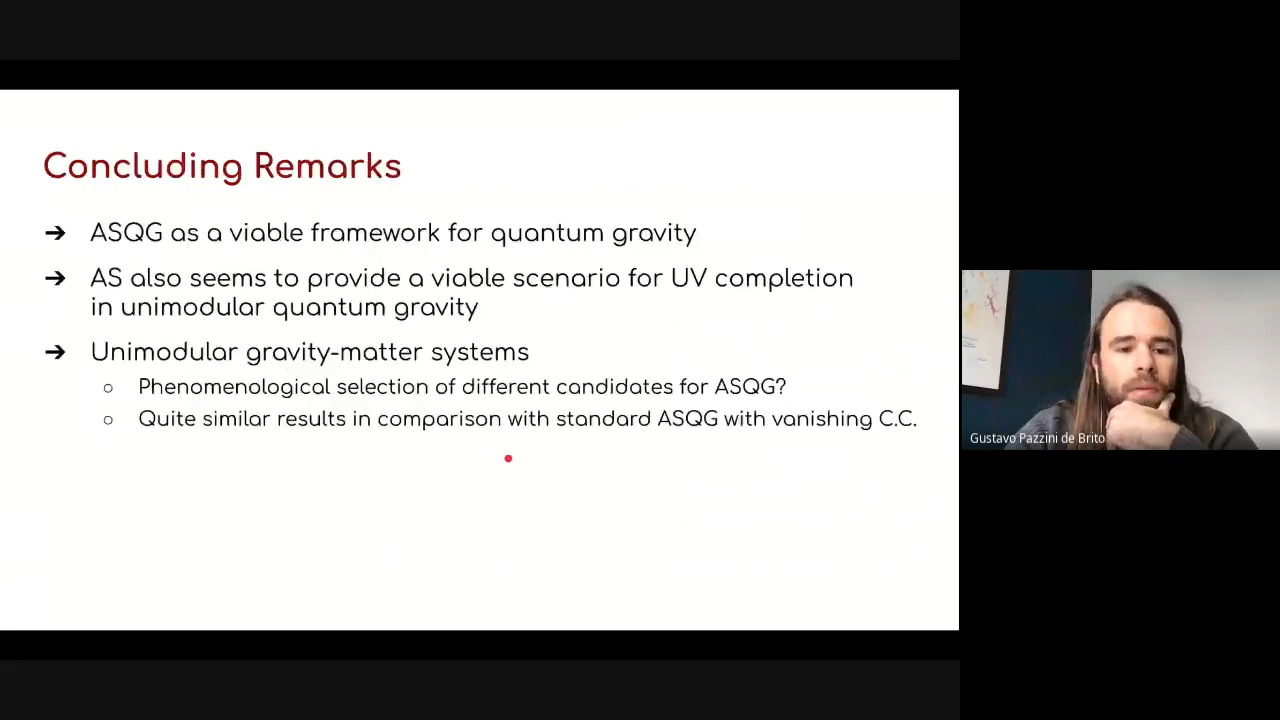 Concluding Remarks
➔ ASQG as a viable framework for quantum gravity
➔ AS also seems to provide a viable scenario for UV completion
in unimodular quantum gravity
➔ Unimodular gravity-matter systems
○ Phenomenological selection of different candidates for ASQG?
○ Quite similar results in comparison with standard ASQG with vanishing C.C.
Gustavo Pazzini de Brito